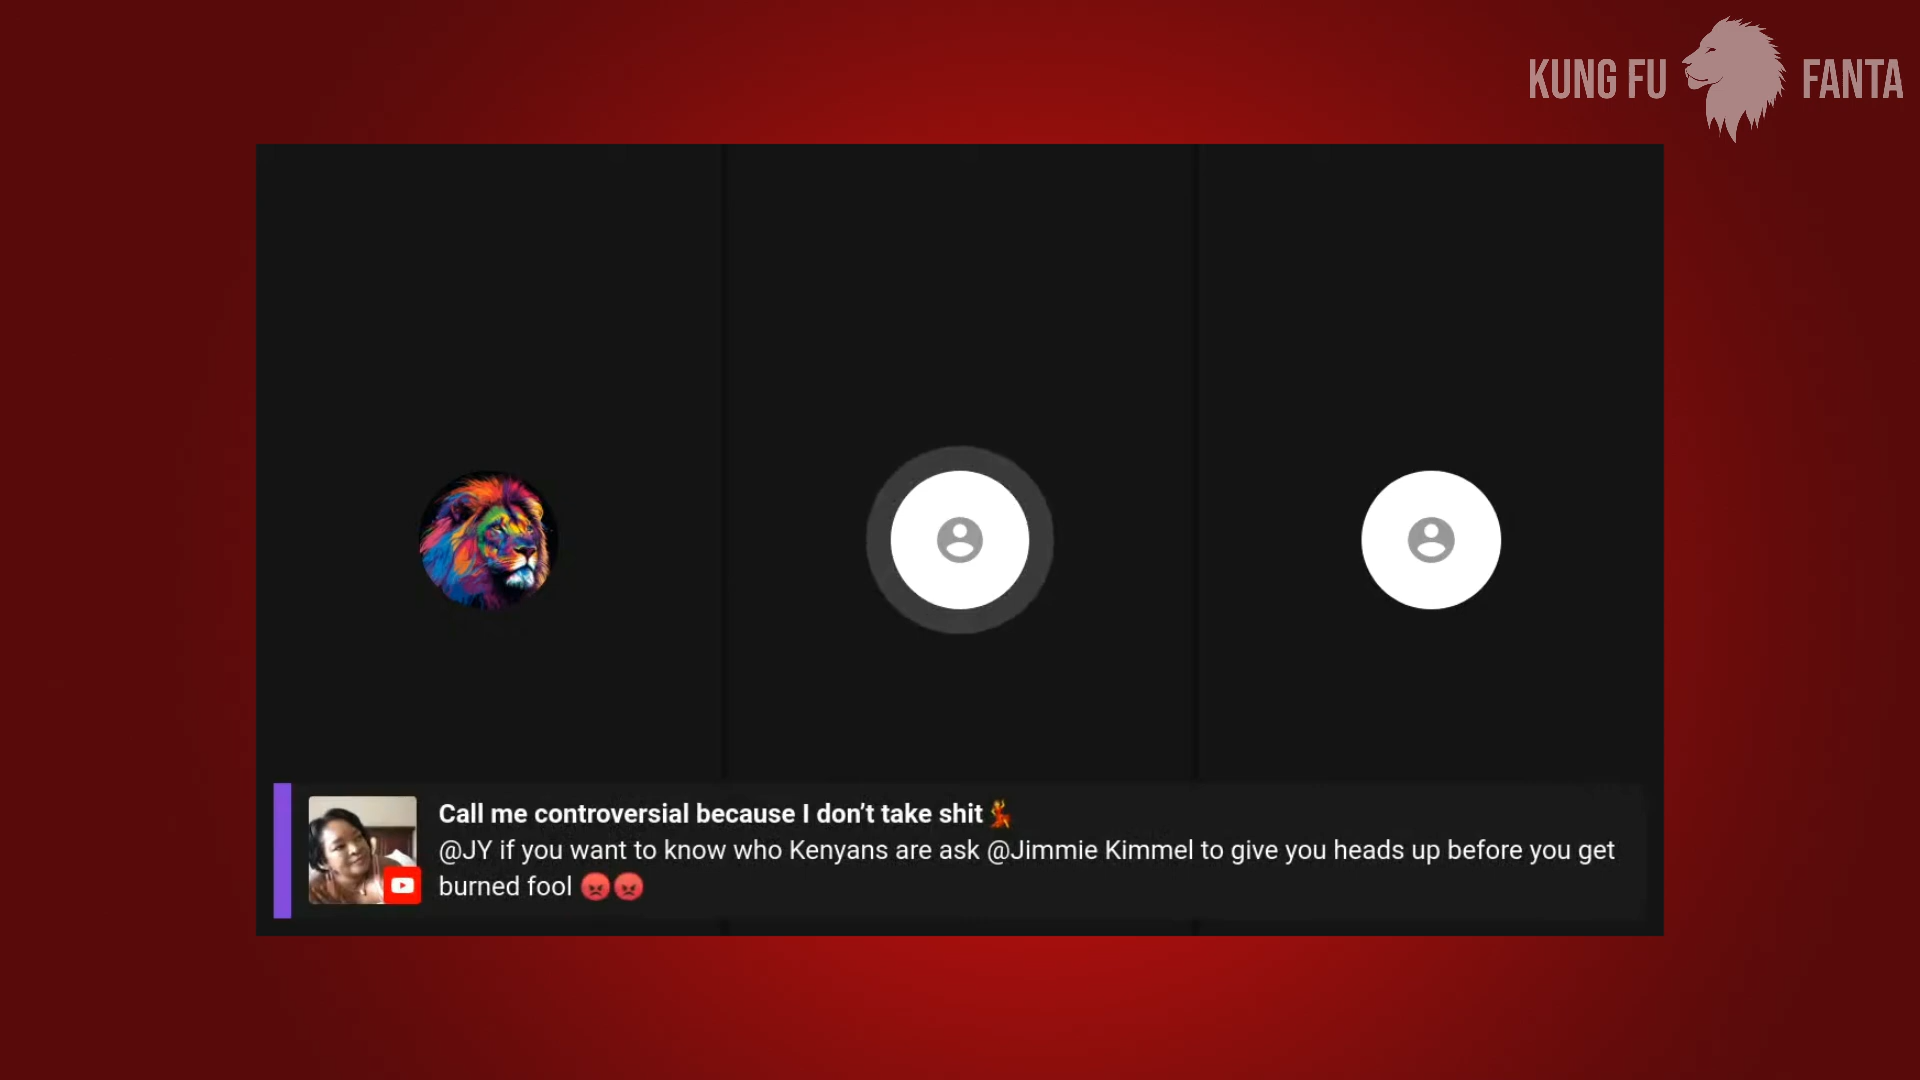 KUNG FU FANTA
Call me controversial because I don't take shit💃
@JY if you want to know who Kenyans are ask @Jimmie Kimmel to give you heads up before you get
burned fool 😡😡